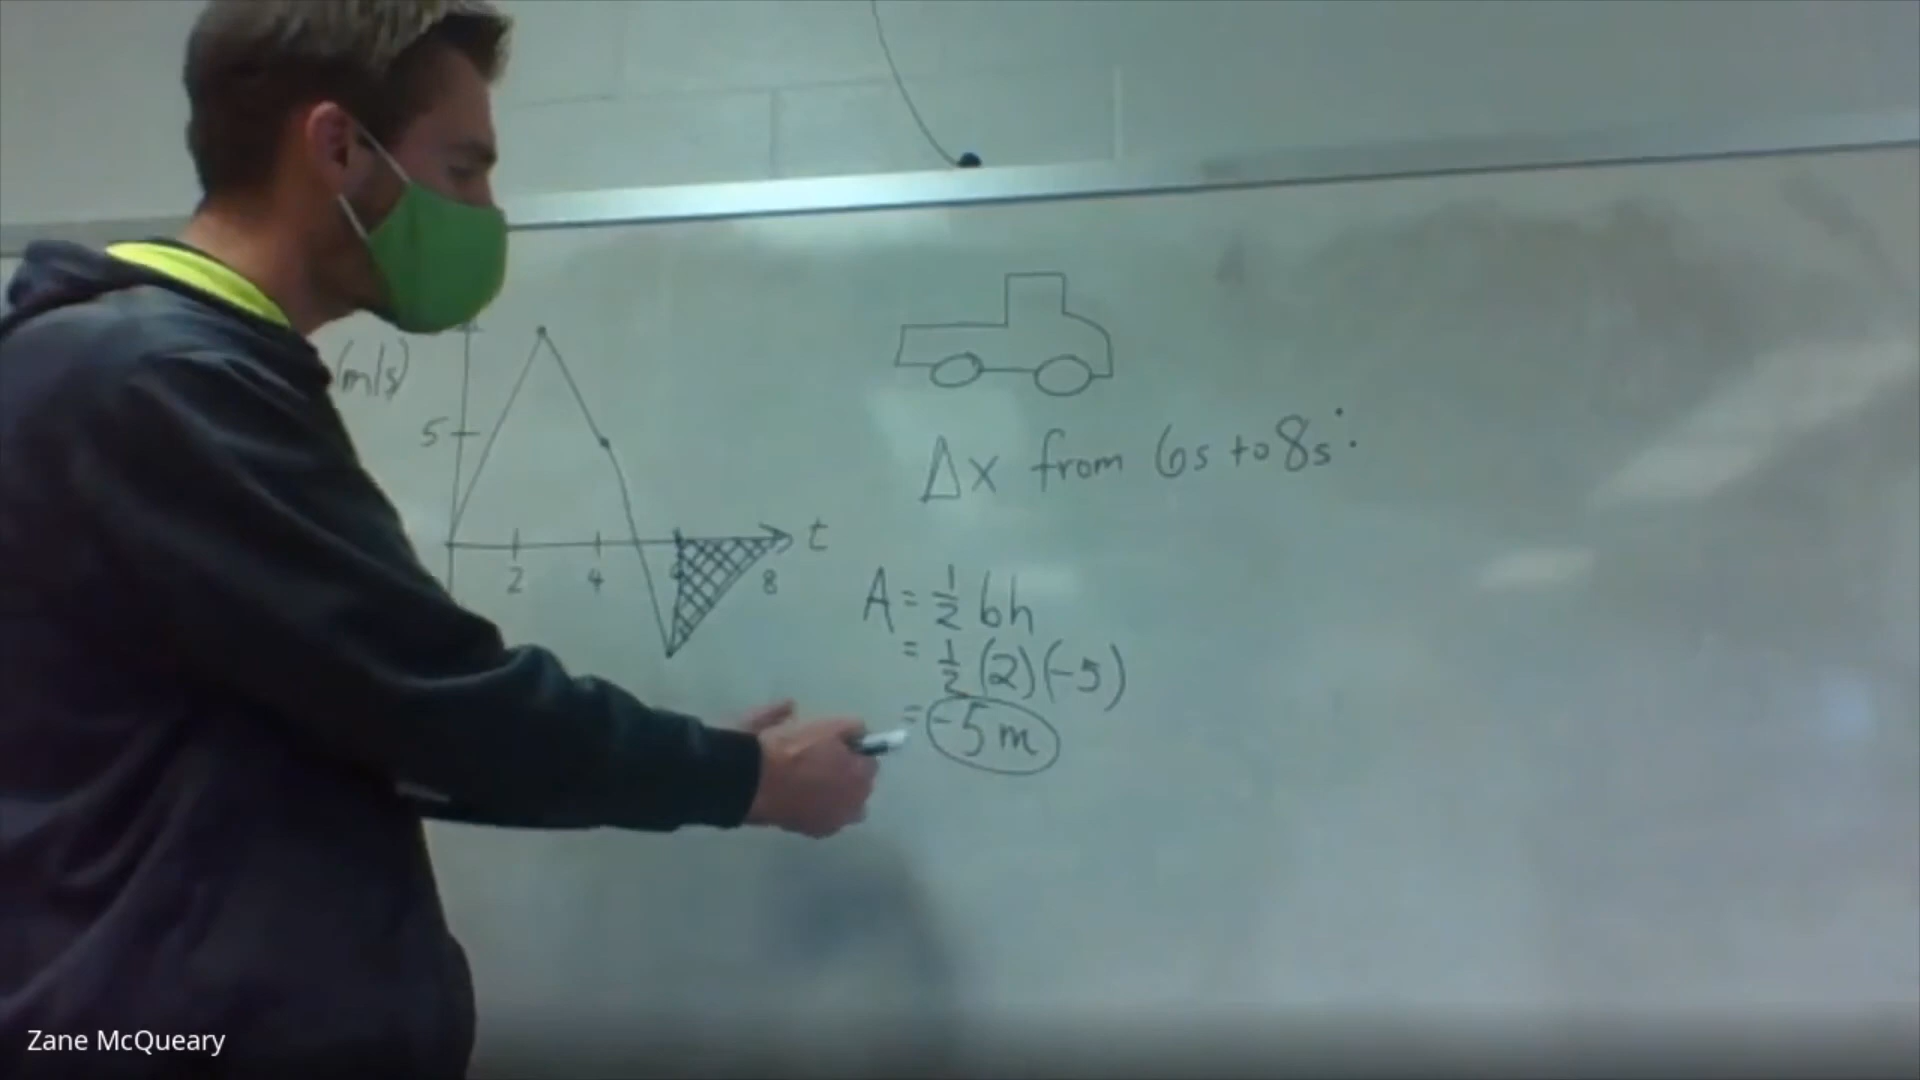 (m/s)
5
t
2 4 8
Δx from 6s to 8s:
A = 1/2 bh
= 1/2 (2)(-5)
= -5 m
Zane McQueary